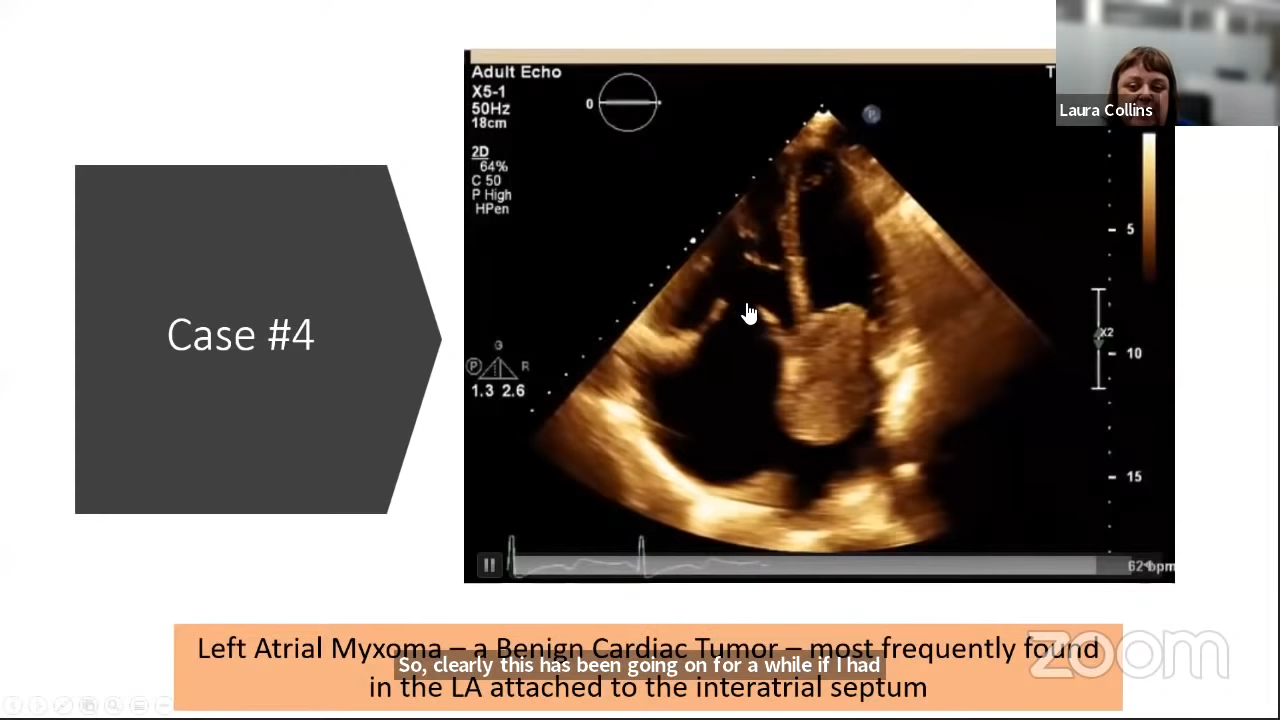 Adult Echo
T
X5-1
50Hz
18cm
0
P
Laura Collins
2D
64%
C 50
P High
HPen
5
Case #4
G
P R
1.3 2.6
X2
10
15
62 bpm
Left Atrial Myxoma – a Benign Cardiac Tumor – most frequently found
zoom
So, clearly this has been going on for a while if I had
in the LA attached to the interatrial septum